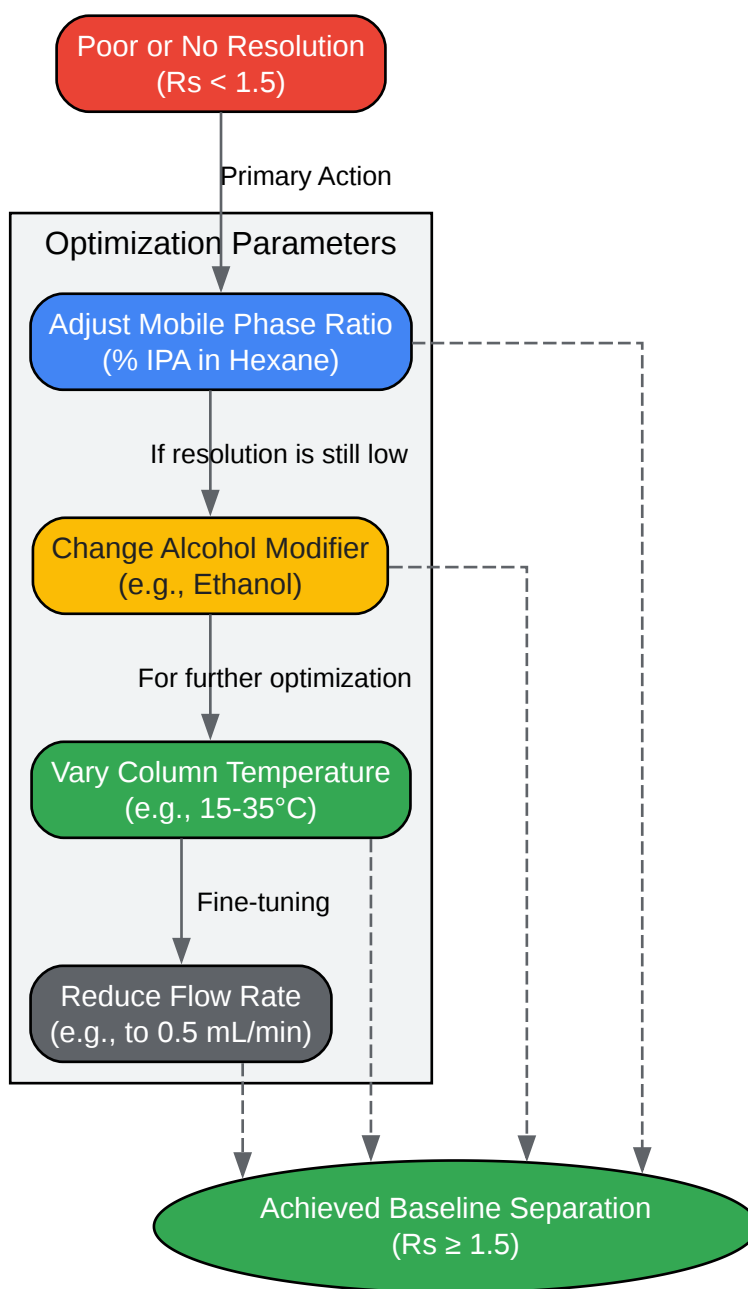 Poor or No Resolution
(Rs < 1.5)
Primary Action
Optimization Parameters
Adjust Mobile Phase Ratio
(% IPA in Hexane)
If resolution is still low
Change Alcohol Modifier
(e.g., Ethanol)
For further optimization
Vary Column Temperature
(e.g., 15-35°C)
Fine-tuning
Reduce Flow Rate
(e.g., to 0.5 mL/min)
Achieved Baseline Separation
(Rs ≥ 1.5)